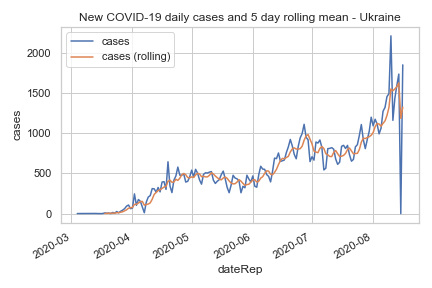 New COVID-19 daily cases and 5 day rolling mean - Ukraine
cases
cases (rolling)
cases
2000
1500
1000
500
0
2020-03
2020-04
2020-05
2020-06
2020-07
2020-08
dateRep